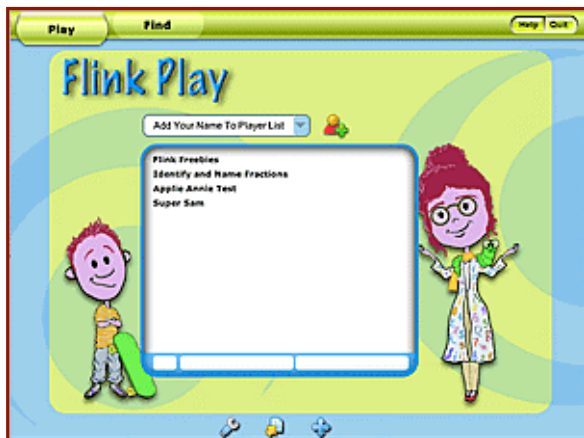 Play
Find
Help Quit
Flink Play
Add Your Name To Player List
Flink Freebies
Identify and Name Fractions
Applie Annie Test
Super Sam